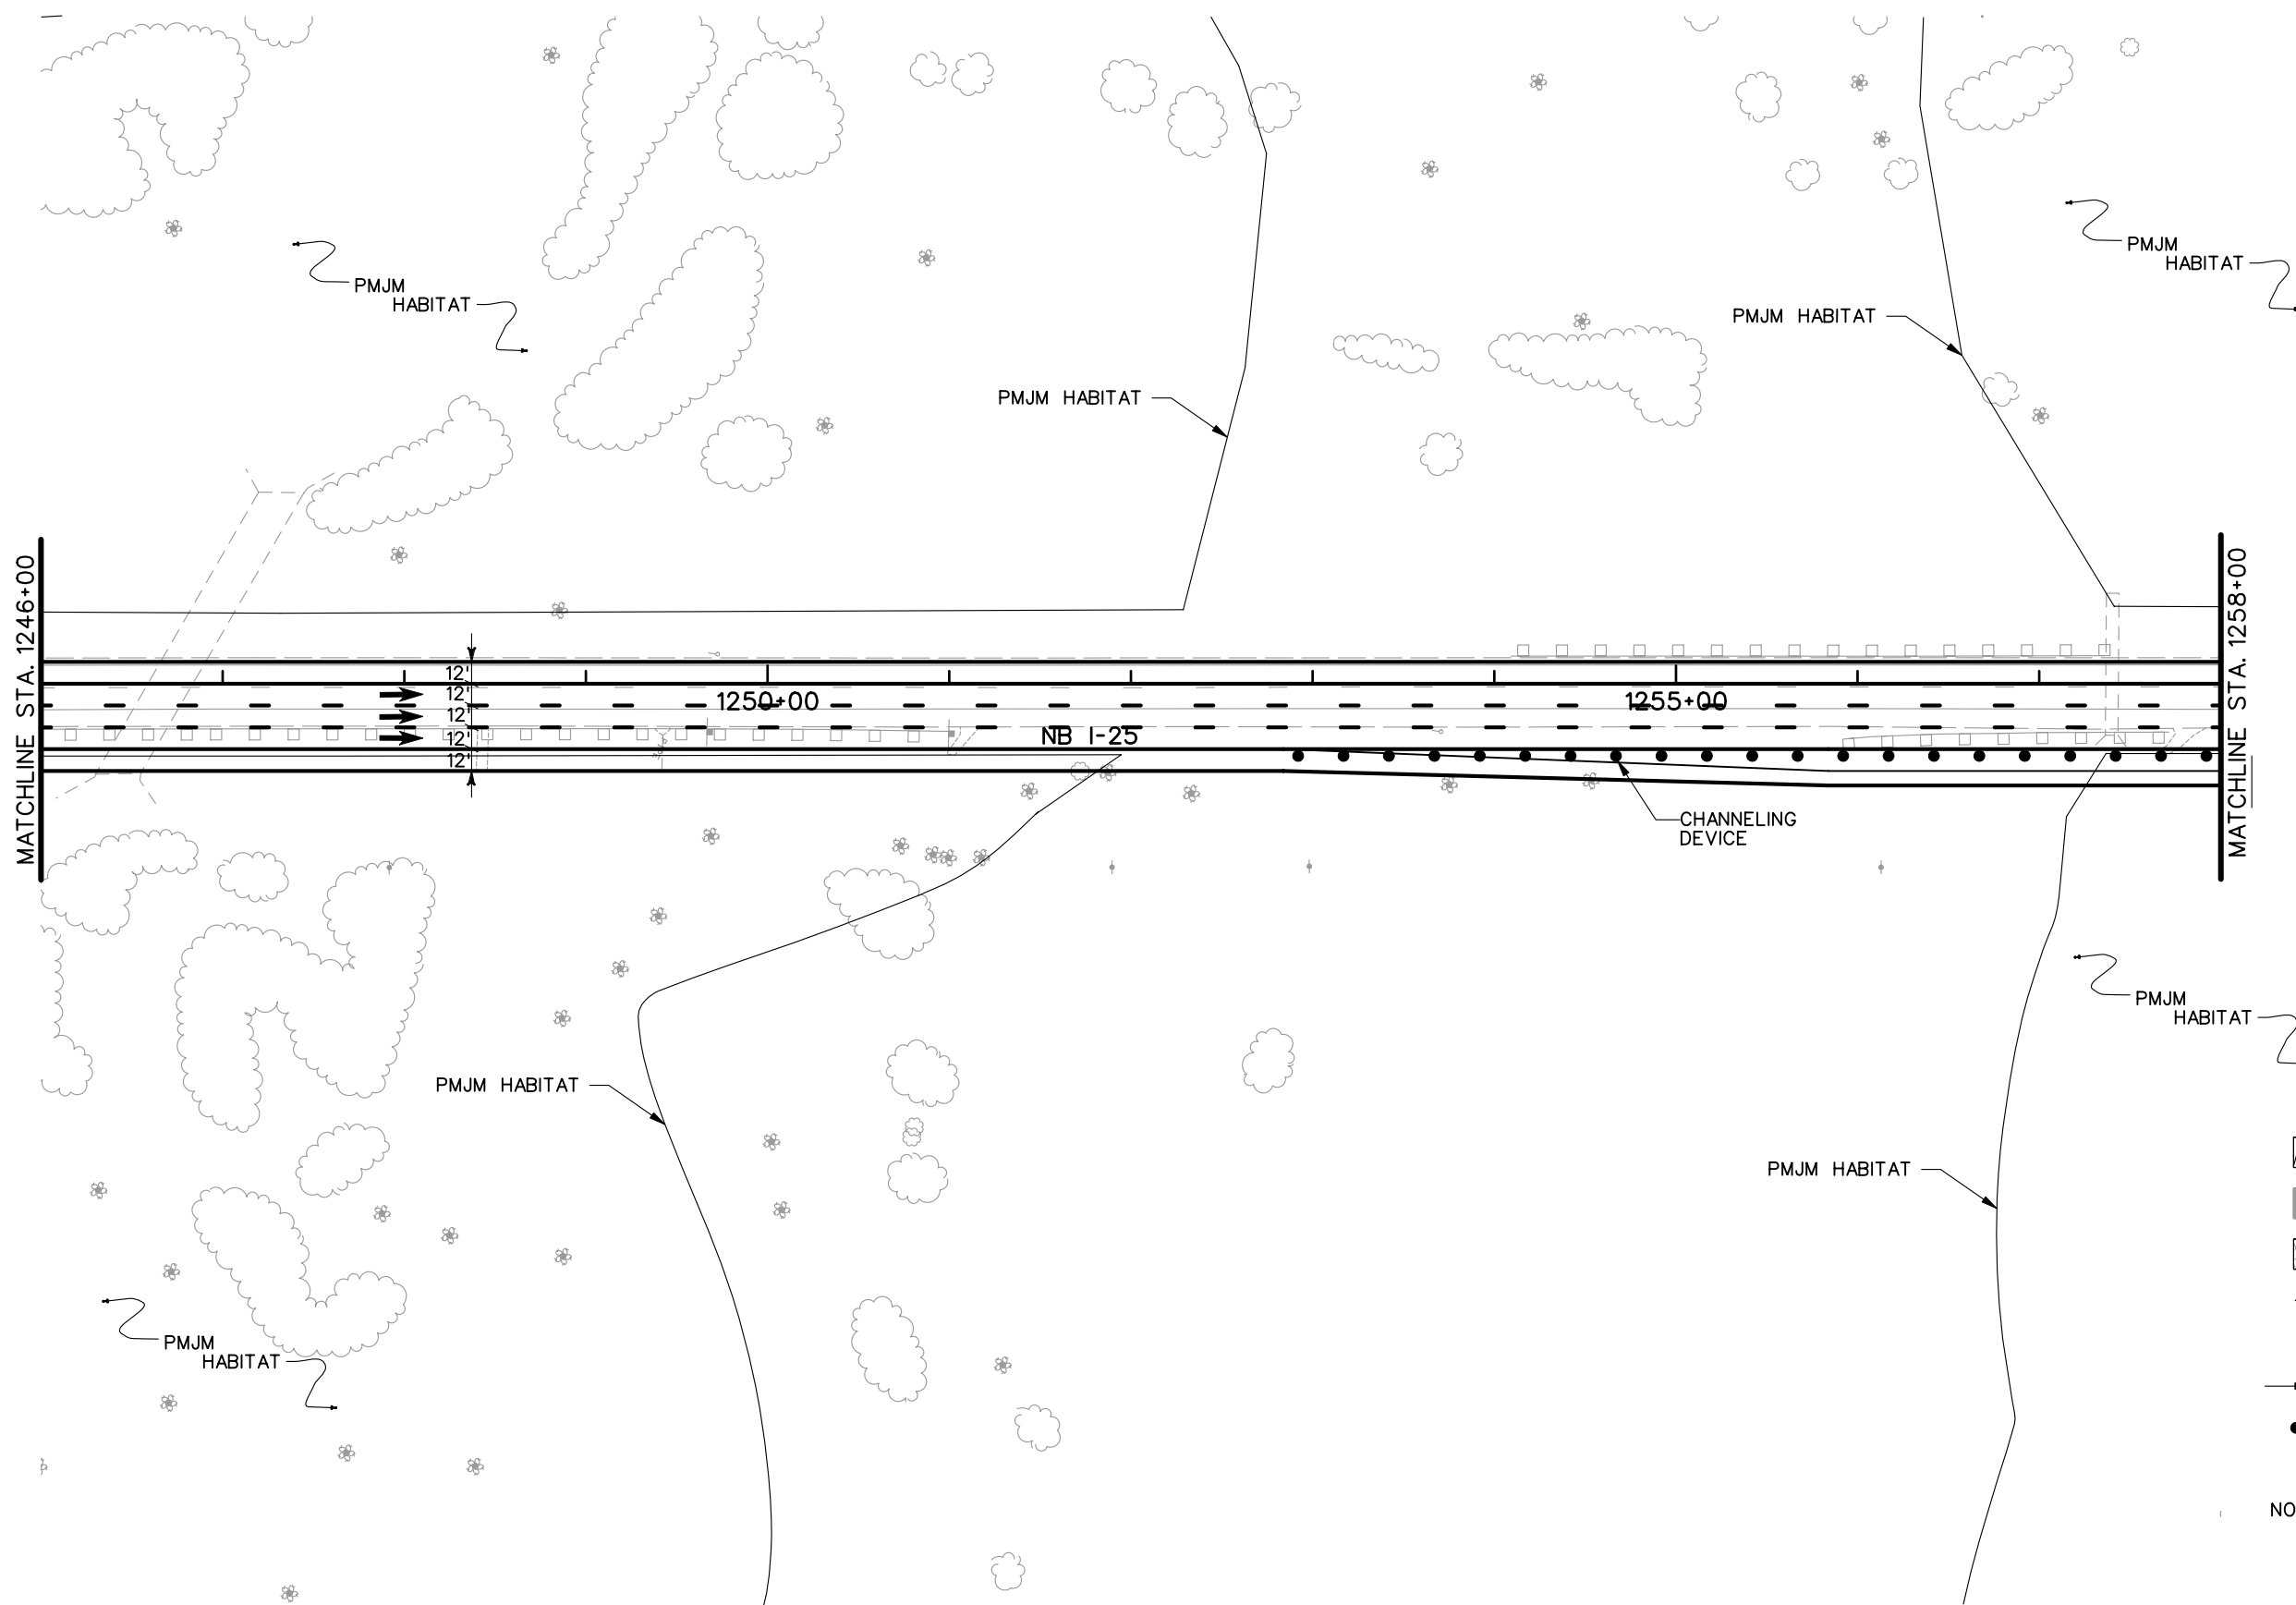 PMJM
HABITAT
PMJM
HABITAT
PMJM HABITAT
PMJM HABITAT
MATCHLINE STA. 1246+00
MATCHLINE STA. 1258+00
12'
12'
12'
12'
12'
1250+00
1255+00
NB I-25
CHANNELING
DEVICE
PMJM
HABITAT
PMJM HABITAT
PMJM HABITAT
PMJM
HABITAT
NO